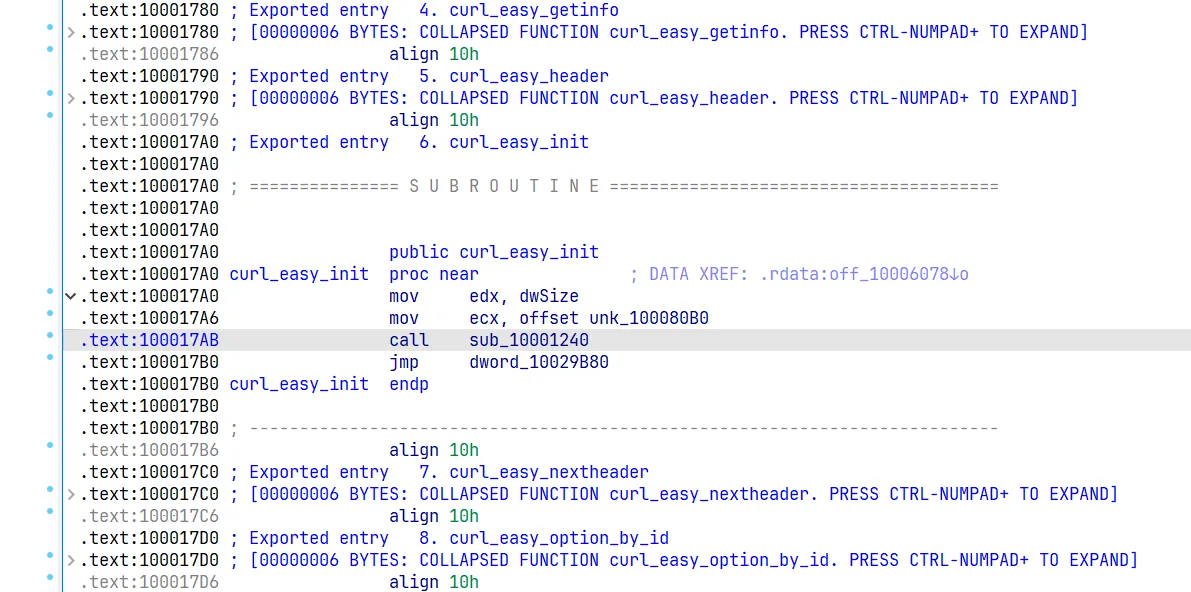 .text:10001780 ; Exported entry   4. curl_easy_getinfo
.text:10001780 ; [00000006 BYTES: COLLAPSED FUNCTION curl_easy_getinfo. PRESS CTRL-NUMPAD+ TO EXPAND]
.text:10001786                 align 10h
.text:10001790 ; Exported entry   5. curl_easy_header
.text:10001790 ; [00000006 BYTES: COLLAPSED FUNCTION curl_easy_header. PRESS CTRL-NUMPAD+ TO EXPAND]
.text:10001796                 align 10h
.text:100017A0 ; Exported entry   6. curl_easy_init
.text:100017A0
.text:100017A0 ; =============== S U B R O U T I N E =======================================
.text:100017A0
.text:100017A0
.text:100017A0                 public curl_easy_init
.text:100017A0 curl_easy_init  proc near               ; DATA XREF: .rdata:off_10006078↓o
.text:100017A0                 mov     edx, dwSize
.text:100017A6                 mov     ecx, offset unk_100080B0
.text:100017AB                 call    sub_10001240
.text:100017B0                 jmp     dword_10029B80
.text:100017B0 curl_easy_init  endp
.text:100017B0
.text:100017B0 ; ---------------------------------------------------------------------------
.text:100017B6                 align 10h
.text:100017C0 ; Exported entry   7. curl_easy_nextheader
.text:100017C0 ; [00000006 BYTES: COLLAPSED FUNCTION curl_easy_nextheader. PRESS CTRL-NUMPAD+ TO EXPAND]
.text:100017C6                 align 10h
.text:100017D0 ; Exported entry   8. curl_easy_option_by_id
.text:100017D0 ; [00000006 BYTES: COLLAPSED FUNCTION curl_easy_option_by_id. PRESS CTRL-NUMPAD+ TO EXPAND]
.text:100017D6                 align 10h